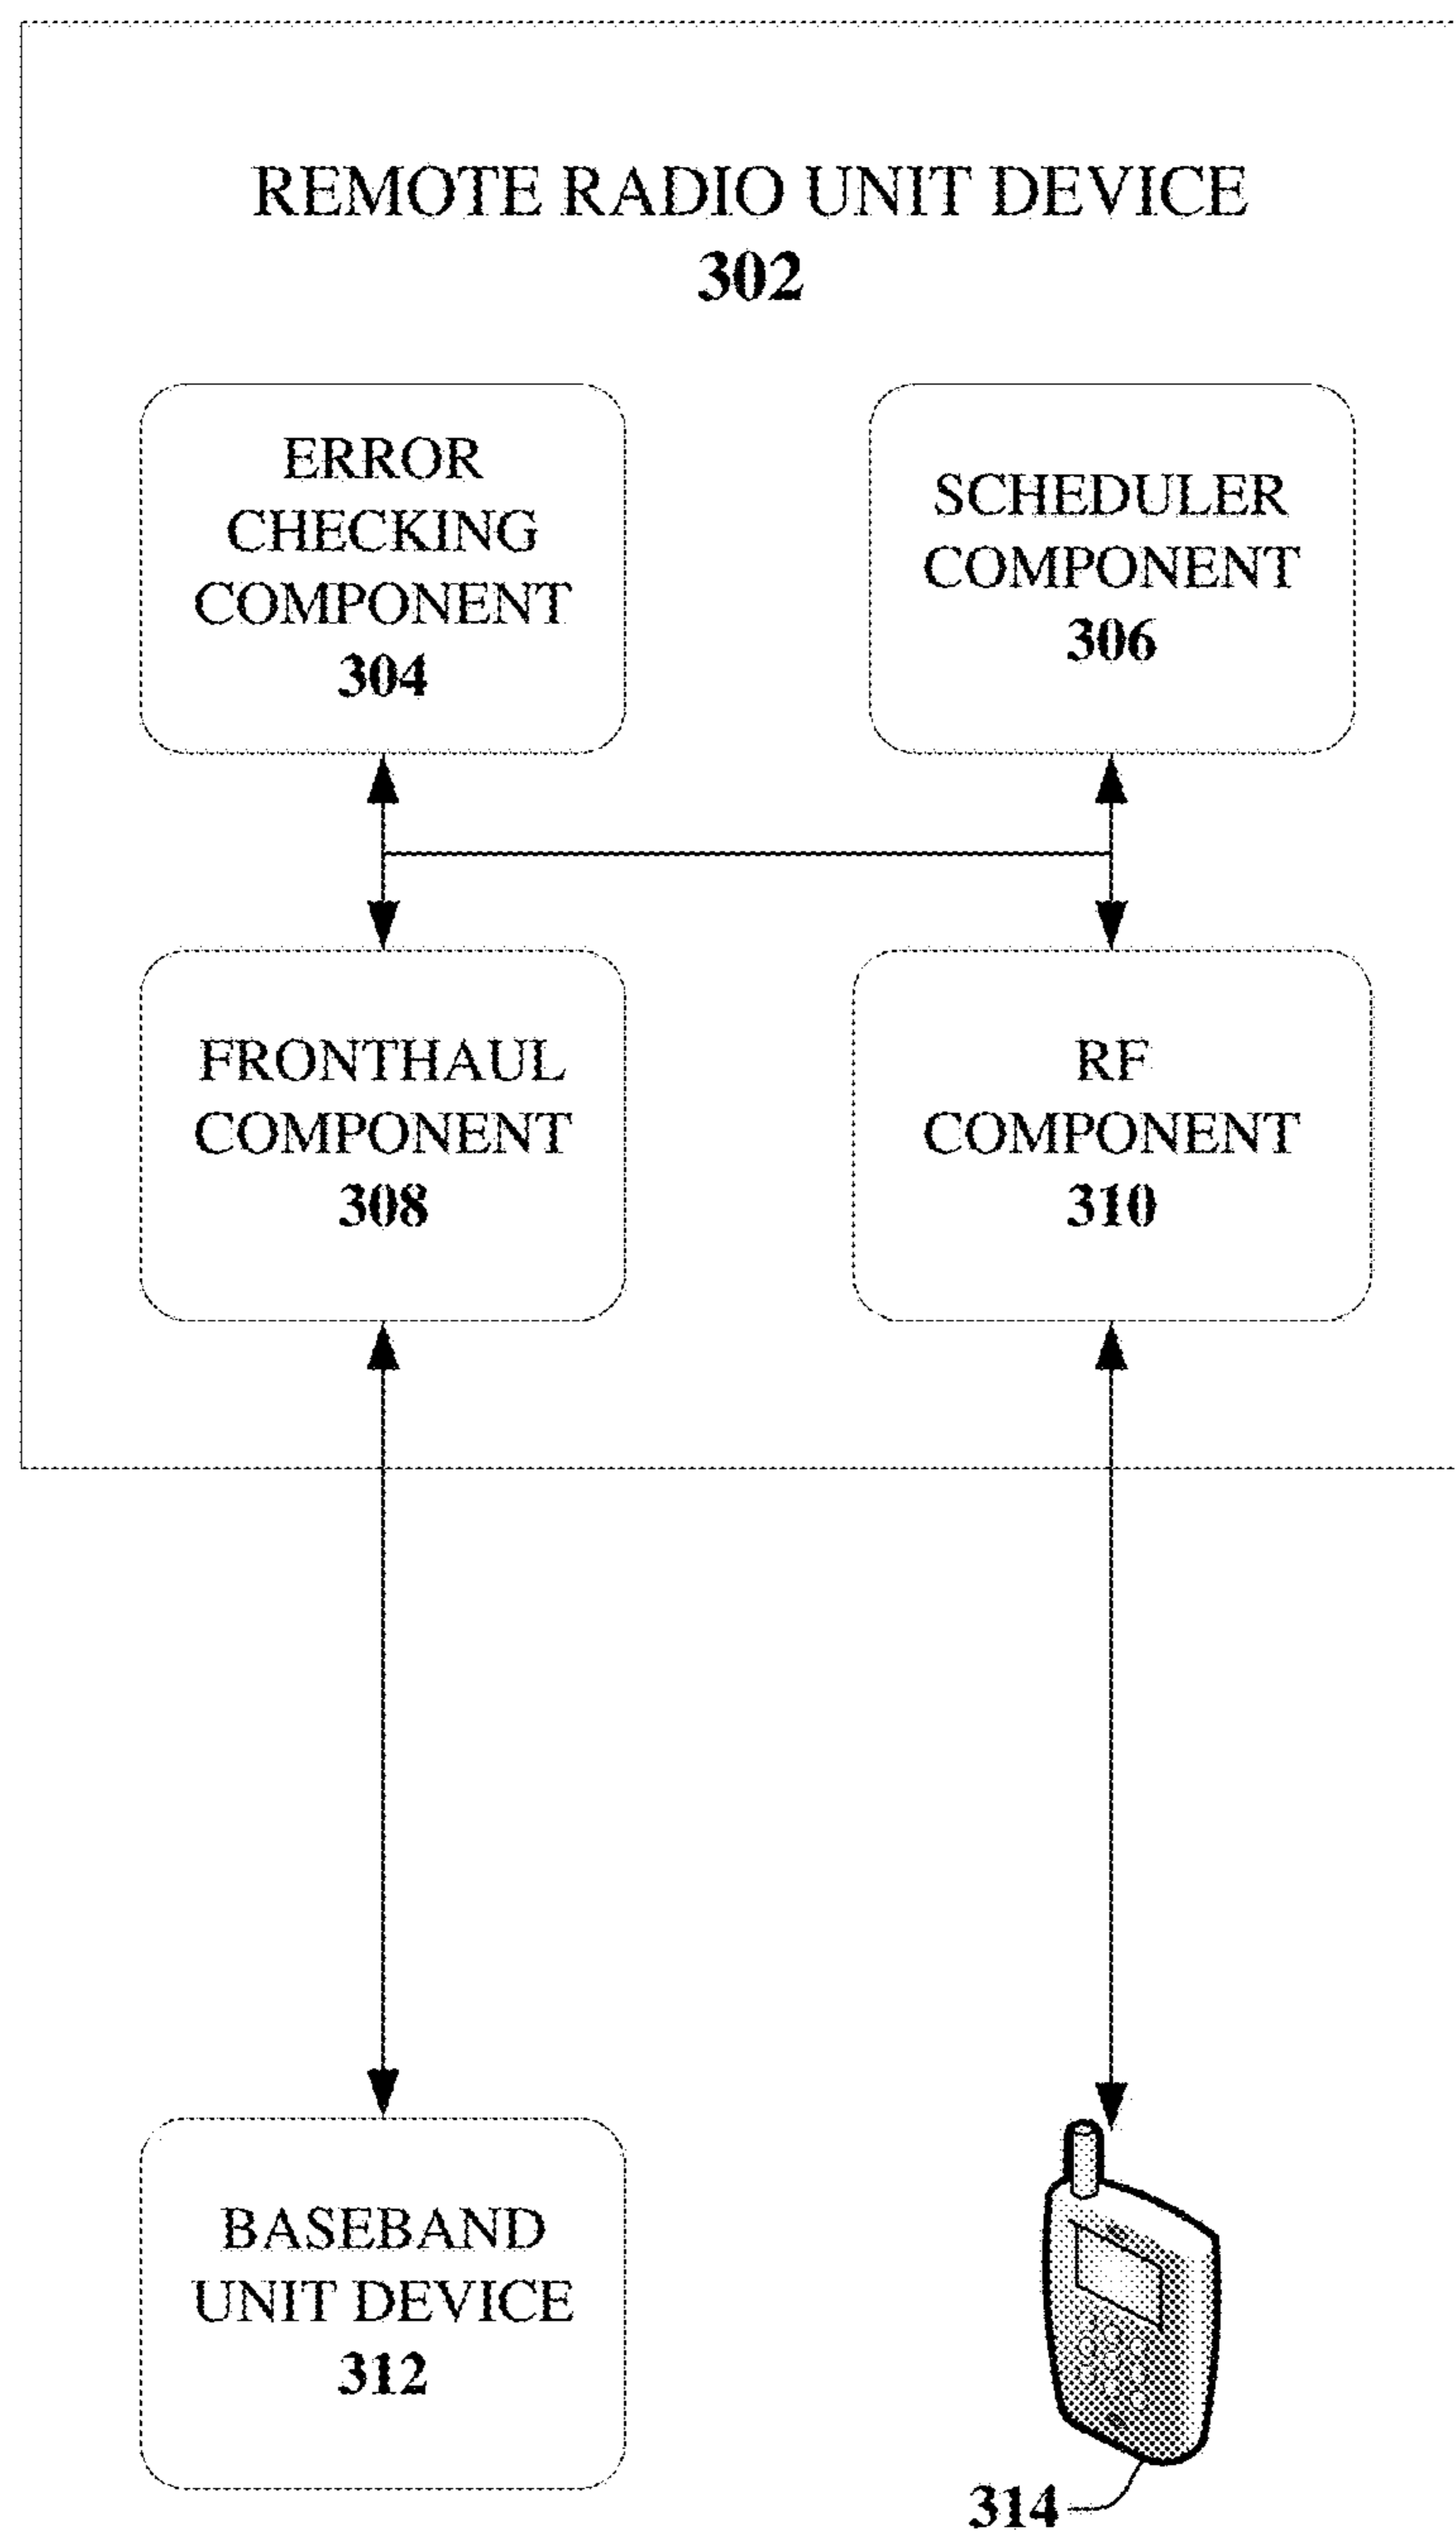 REMOTE RADIO UNIT DEVICE
302
ERROR
CHECKING
COMPONENT
304
SCHEDULER
COMPONENT
306
FRONTHAUL
COMPONENT
308
RF
COMPONENT
310
BASEBAND
UNIT DEVICE
312
314